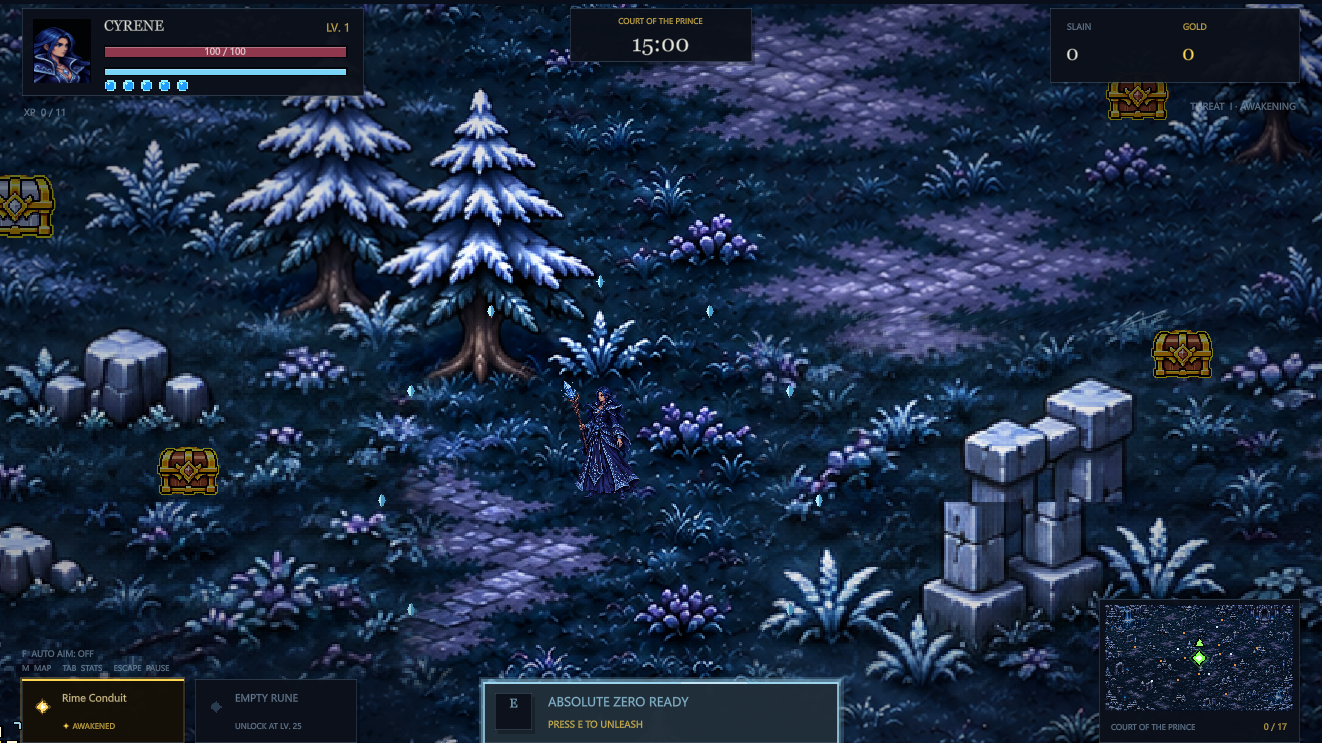 CYRENE
LV. 1
100 / 100
XP 0 / 11
COURT OF THE PRINCE
15:00
SLAIN
GOLD
0
0
THREAT I · AWAKENING
F AUTO AIM: OFF
M MAP TAB STATS ESCAPE PAUSE
Rime Conduit
AWAKENED
EMPTY RUNE
UNLOCK AT LV. 25
E
ABSOLUTE ZERO READY
PRESS E TO UNLEASH
COURT OF THE PRINCE
0 / 17